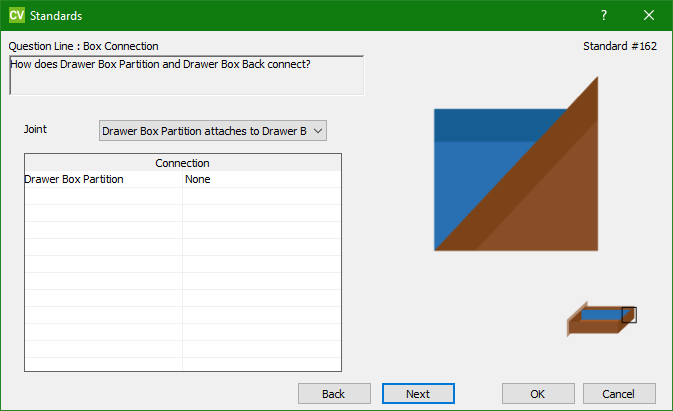 CV Standards ?
Question Line : Box Connection Standard #162
How does Drawer Box Partition and Drawer Box Back connect?
Joint Drawer Box Partition attaches to Drawer B
Connection
Drawer Box Partition None
Back Next OK Cancel